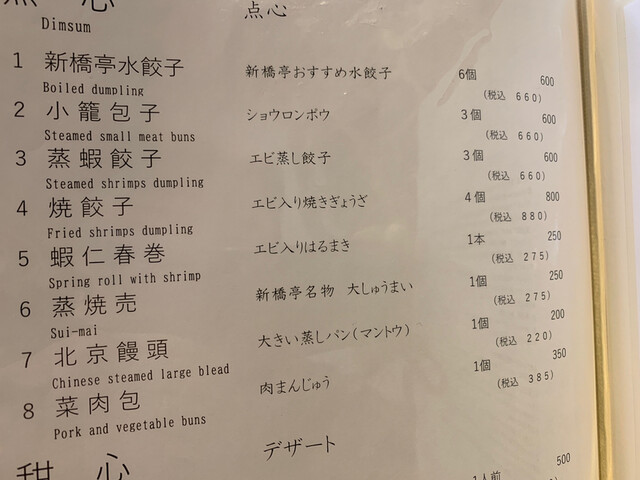 点 心 点心
Dimsum
1 新橋亭水餃子 新橋亭おすすめ水餃子 6個 600
Boiled dumpling (税込 660)
2 小籠包子 ショウロンボウ 3個 600
Steamed small meat buns (税込 660)
3 蒸蝦餃子 エビ蒸し餃子 3個 600
Steamed shrimps dumpling (税込 660)
4 焼餃子 エビ入り焼きぎょうざ 4個 800
Fried shrimps dumpling (税込 880)
5 蝦仁春巻 エビ入りはるまき 1本 250
Spring roll with shrimp (税込 275)
6 蒸焼売 新橋亭名物 大しゅうまい 1個 250
Sui-mai (税込 275)
7 北京饅頭 大きい蒸しパン(マントウ) 1個 200
Chinese steamed large blead (税込 220)
8 菜肉包 肉まんじゅう 1個 350
Pork and vegetable buns (税込 385)
甜 心 デザート
1人前 500